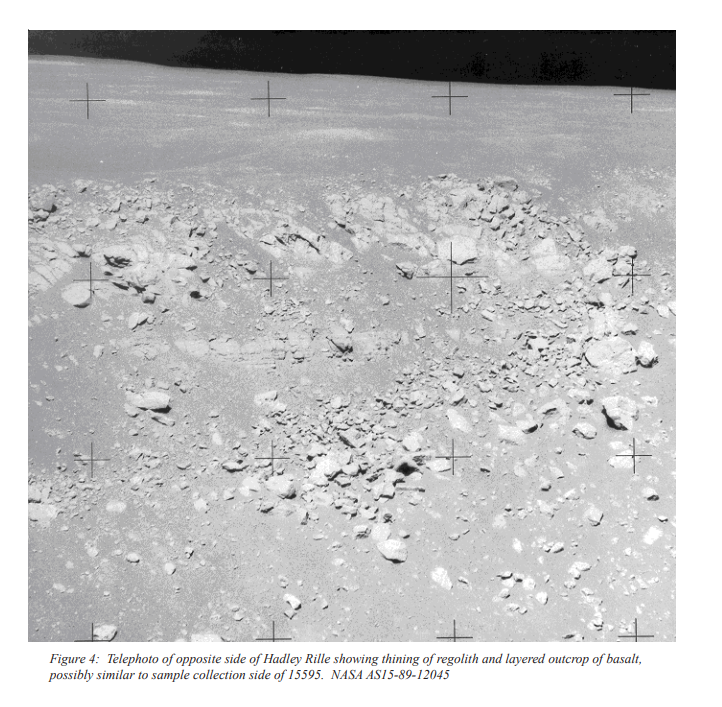 Figure 4:  Telephoto of opposite side of Hadley Rille showing thining of regolith and layered outcrop of basalt,
possibly similar to sample collection side of 15595.  NASA AS15-89-12045